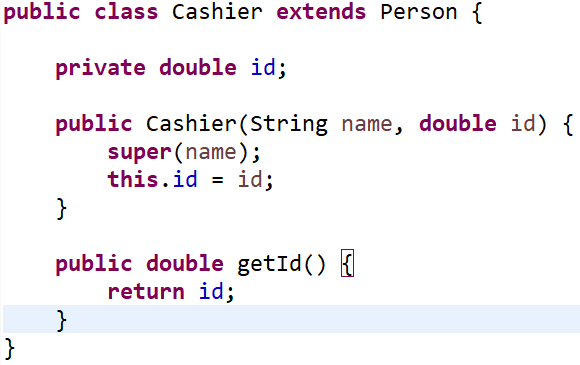 public class Cashier extends Person {
    private double id;
    public Cashier(String name, double id) {
        super(name);
        this.id = id;
    }
    public double getId() {
        return id;
    }
}